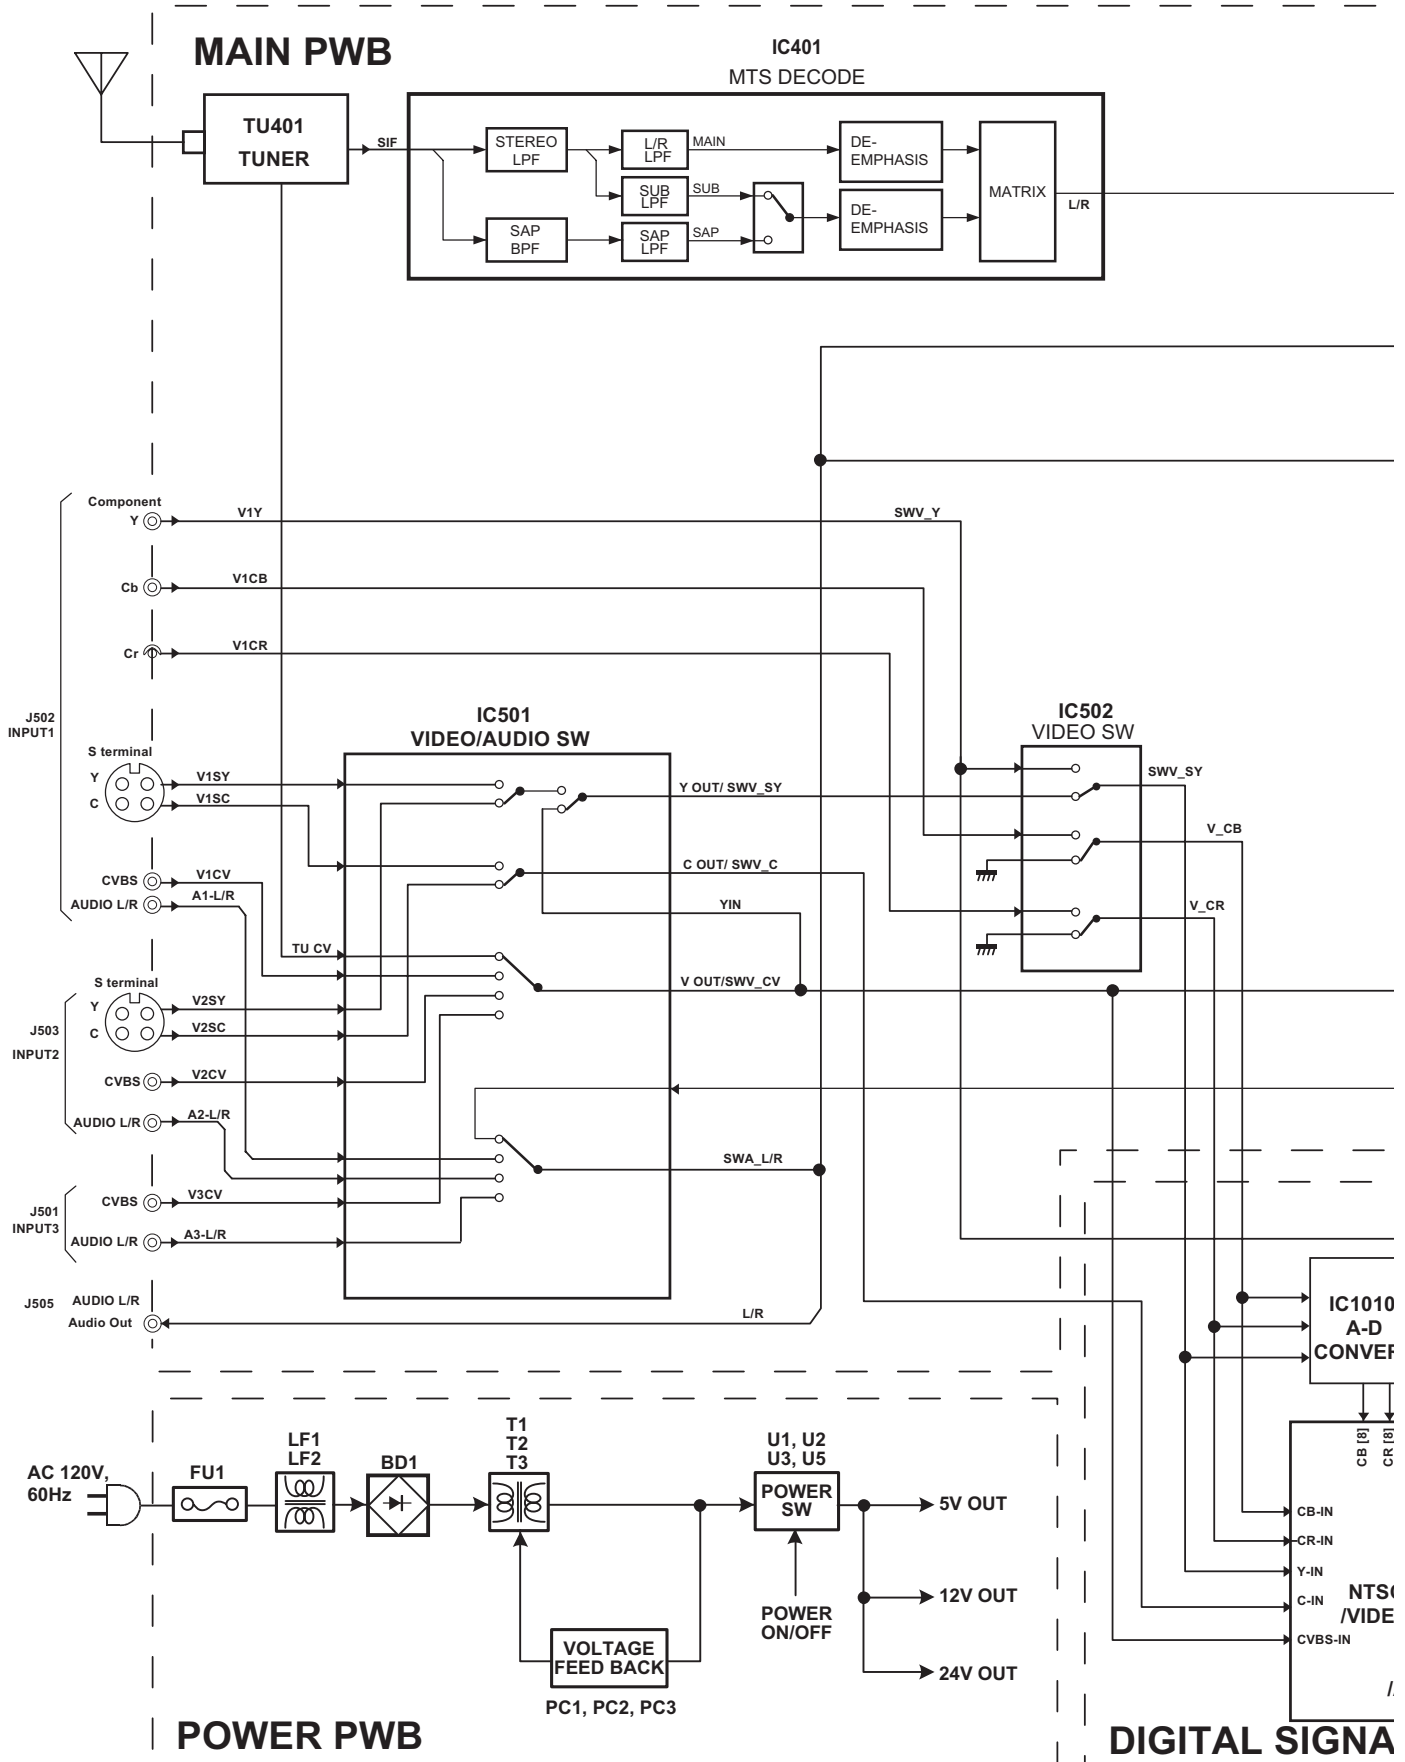 MAIN PWB
IC401
MTS DECODE
TU401
TUNER
SIF
STEREO
LPF
L/R
LPF
MAIN
DE-
EMPHASIS
SUB
LPF
SUB
MATRIX
L/R
SAP
BPF
SAP
LPF
SAP
DE-
EMPHASIS
Component
Y
V1Y
SWV_Y
Cb
V1CB
Cr
V1CR
J502
INPUT1
IC501
VIDEO/AUDIO SW
IC502
VIDEO SW
S terminal
Y
V1SY
C
V1SC
Y OUT/ SWV_SY
SWV_SY
V_CB
C OUT/ SWV_C
CVBS
V1CV
AUDIO L/R
A1-L/R
YIN
V_CR
TU CV
V OUT/SWV_CV
S terminal
Y
V2SY
C
V2SC
J503
INPUT2
CVBS
V2CV
AUDIO L/R
A2-L/R
SWA_L/R
CVBS
V3CV
J501
INPUT3
AUDIO L/R
A3-L/R
J505
AUDIO L/R
Audio Out
L/R
IC1010
A-D
CONVER
CB [8]
CR [8]
AC 120V,
60Hz
FU1
LF1
LF2
BD1
T1
T2
T3
U1, U2
U3, U5
POWER
SW
5V OUT
12V OUT
24V OUT
POWER
ON/OFF
VOLTAGE
FEED BACK
PC1, PC2, PC3
POWER PWB
CB-IN
CR-IN
Y-IN
C-IN
CVBS-IN
NTSC
/VIDE
DIGITAL SIGNA